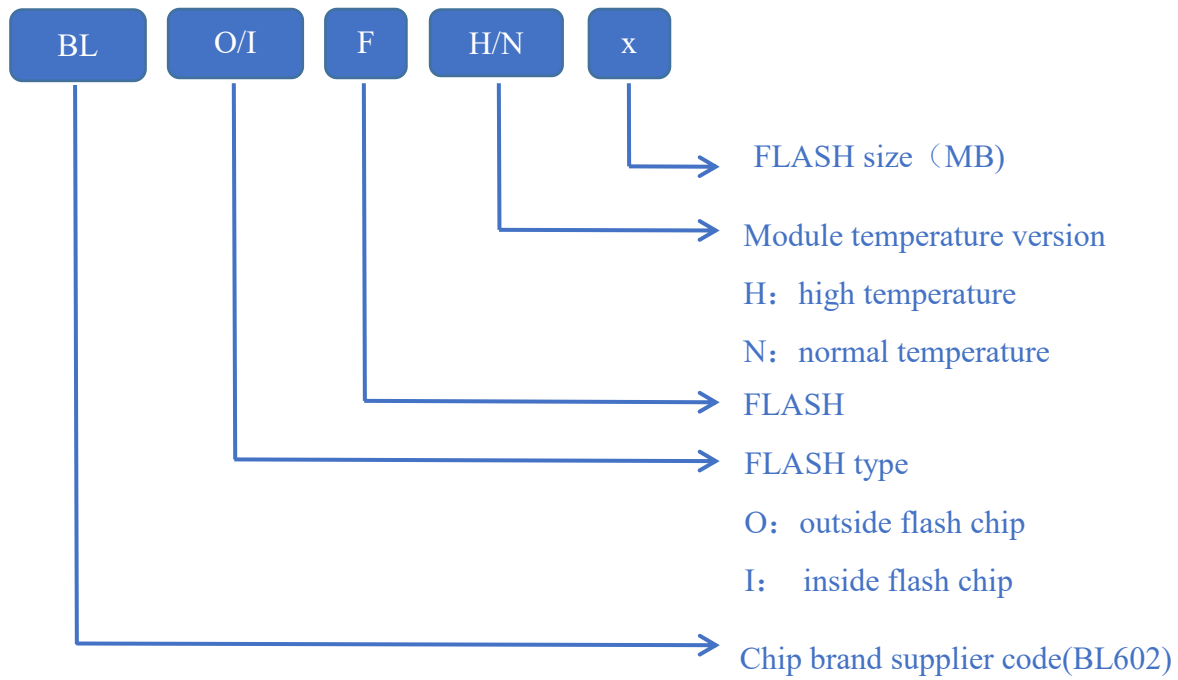 BL O/I F H/N x
FLASH size（MB)
Module temperature version
H：high temperature
N：normal temperature
FLASH
FLASH type
O：outside flash chip
I： inside flash chip
Chip brand supplier code(BL602)